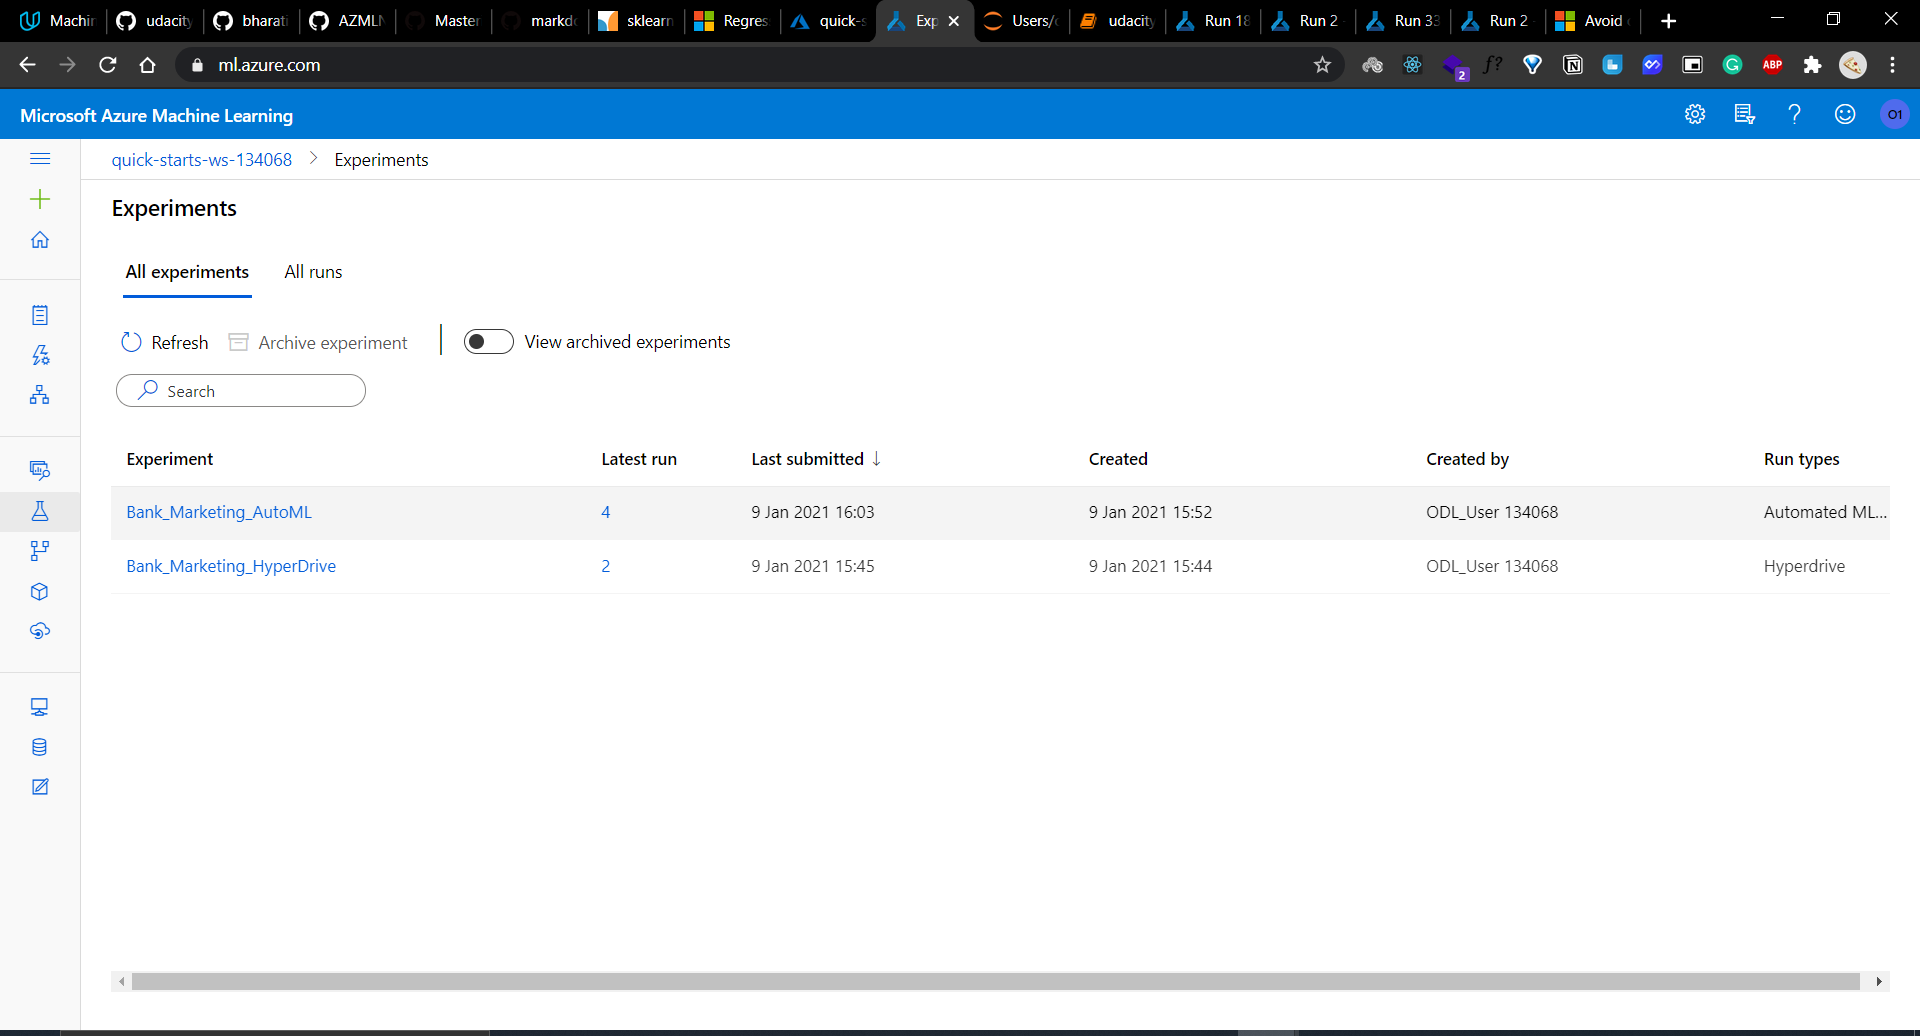 Machin udacity bharati AZMLN Master markdo sklearn Regres quick-s Exp Users/c udacity Run 18 Run 2 Run 33 Run 2 Avoid
ml.azure.com
2 f? ABP
Microsoft Azure Machine Learning O1
quick-starts-ws-134068 > Experiments
Experiments
All experiments All runs
Refresh Archive experiment View archived experiments
Search
Experiment Latest run Last submitted ↓ Created Created by Run types
Bank_Marketing_AutoML 4 9 Jan 2021 16:03 9 Jan 2021 15:52 ODL_User 134068 Automated ML...
Bank_Marketing_HyperDrive 2 9 Jan 2021 15:45 9 Jan 2021 15:44 ODL_User 134068 Hyperdrive